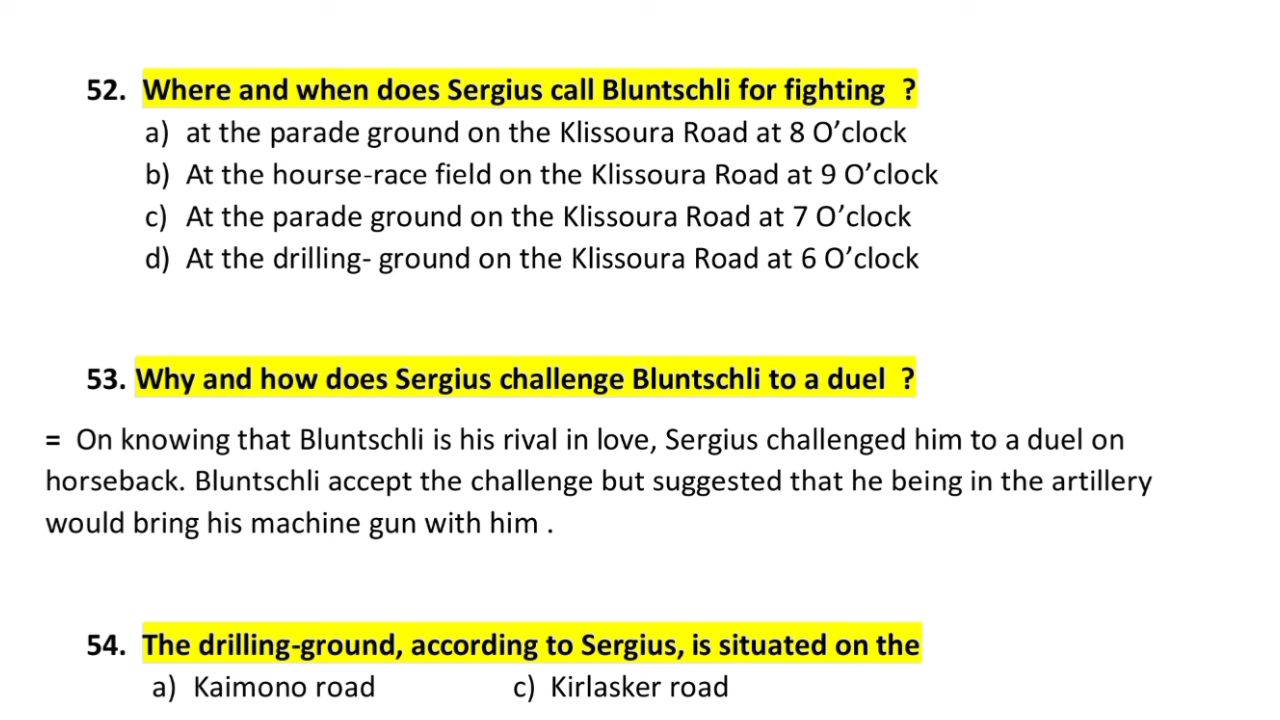 52. Where and when does Sergius call Bluntschli for fighting ?
a) at the parade ground on the Klissoura Road at 8 O’clock
b) At the hourse-race field on the Klissoura Road at 9 O’clock
c) At the parade ground on the Klissoura Road at 7 O’clock
d) At the drilling- ground on the Klissoura Road at 6 O’clock
53. Why and how does Sergius challenge Bluntschli to a duel ?
= On knowing that Bluntschli is his rival in love, Sergius challenged him to a duel on
horseback. Bluntschli accept the challenge but suggested that he being in the artillery
would bring his machine gun with him .
54. The drilling-ground, according to Sergius, is situated on the
a) Kaimono road c) Kirlasker road